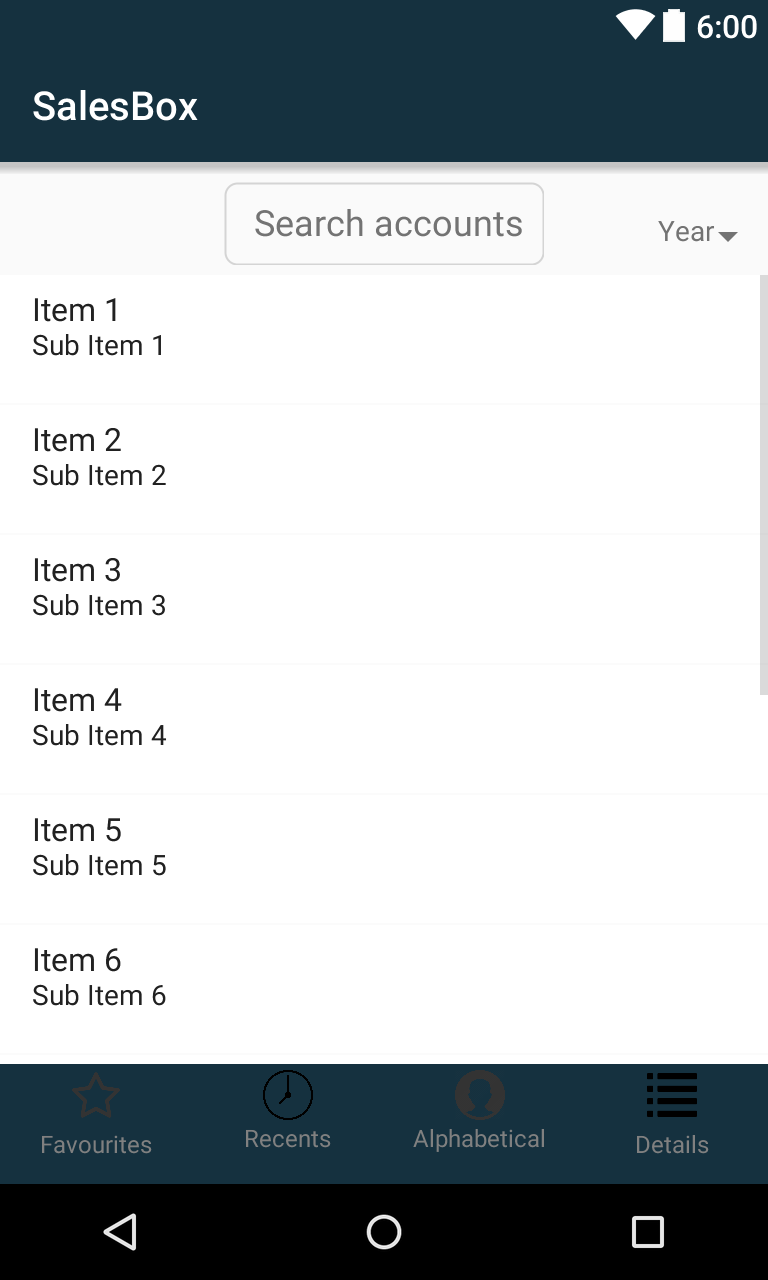 6:00
SalesBox
Search accounts
Year
Item 1
Sub Item 1
Item 2
Sub Item 2
Item 3
Sub Item 3
Item 4
Sub Item 4
Item 5
Sub Item 5
Item 6
Sub Item 6
Favourites Recents Alphabetical Details